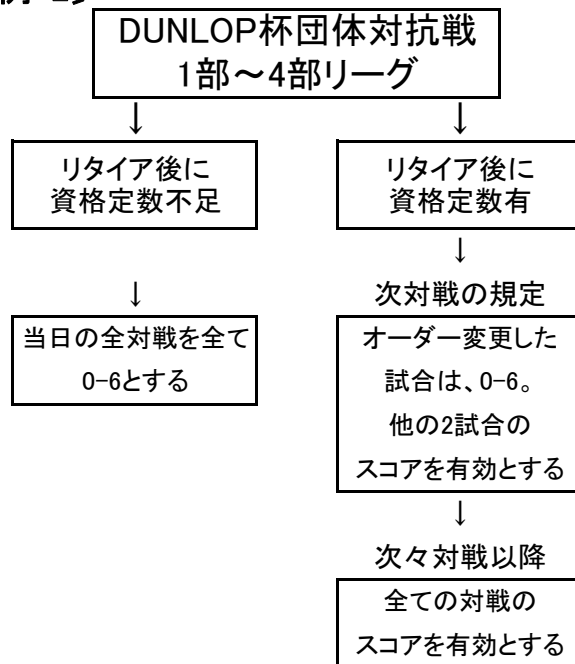 DUNLOP杯団体対抗戦
1部～4部リーグ
↓
↓
リタイア後に
資格定数不足
リタイア後に
資格定数有
↓
↓
次対戦の規定
当日の全対戦を全て
0-6とする
オーダー変更した
試合は、0-6。
他の2試合の
スコアを有効とする
↓
次々対戦以降
全ての対戦の
スコアを有効とする